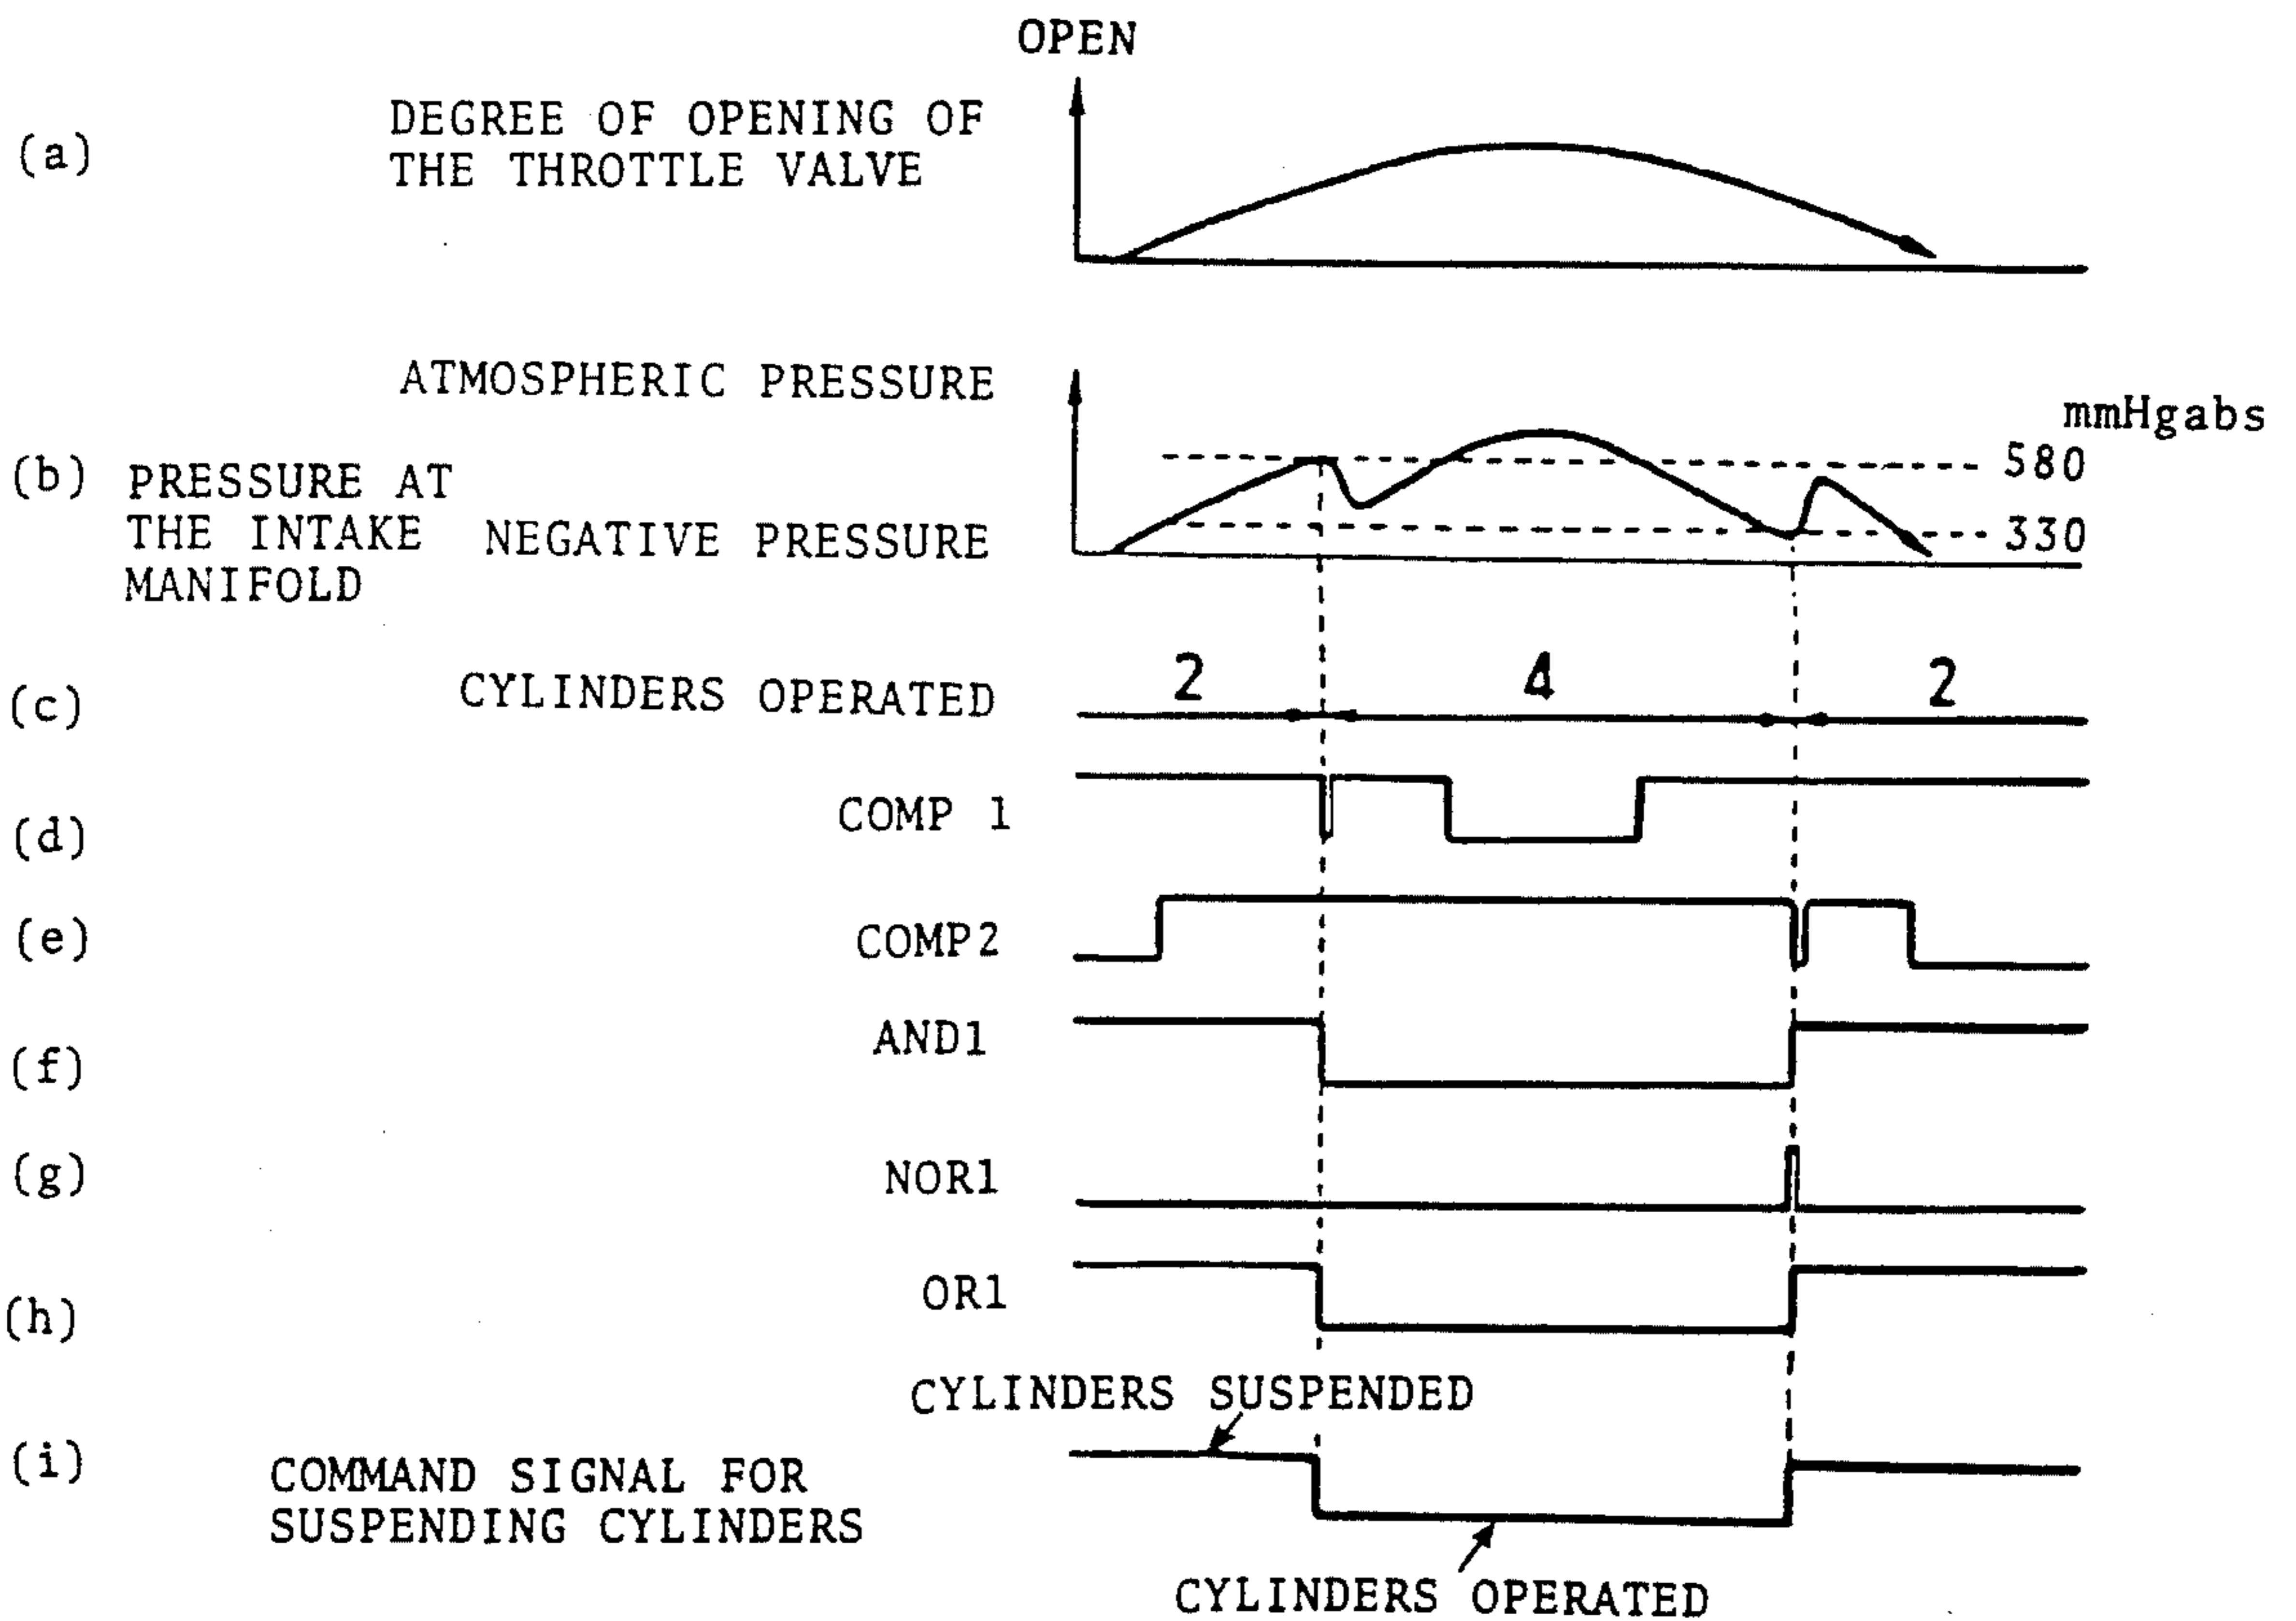 OPEN
(a)
DEGREE OF OPENING OF
THE THROTTLE VALVE
ATMOSPHERIC PRESSURE
mmHgabs
580
(b)
PRESSURE AT
THE INTAKE
MANIFOLD
NEGATIVE PRESSURE
330
(c)
CYLINDERS OPERATED
2
4
2
(d)
COMP 1
(e)
COMP2
(f)
AND1
(g)
NOR1
(h)
OR1
CYLINDERS SUSPENDED
(i)
COMMAND SIGNAL FOR
SUSPENDING CYLINDERS
CYLINDERS OPERATED